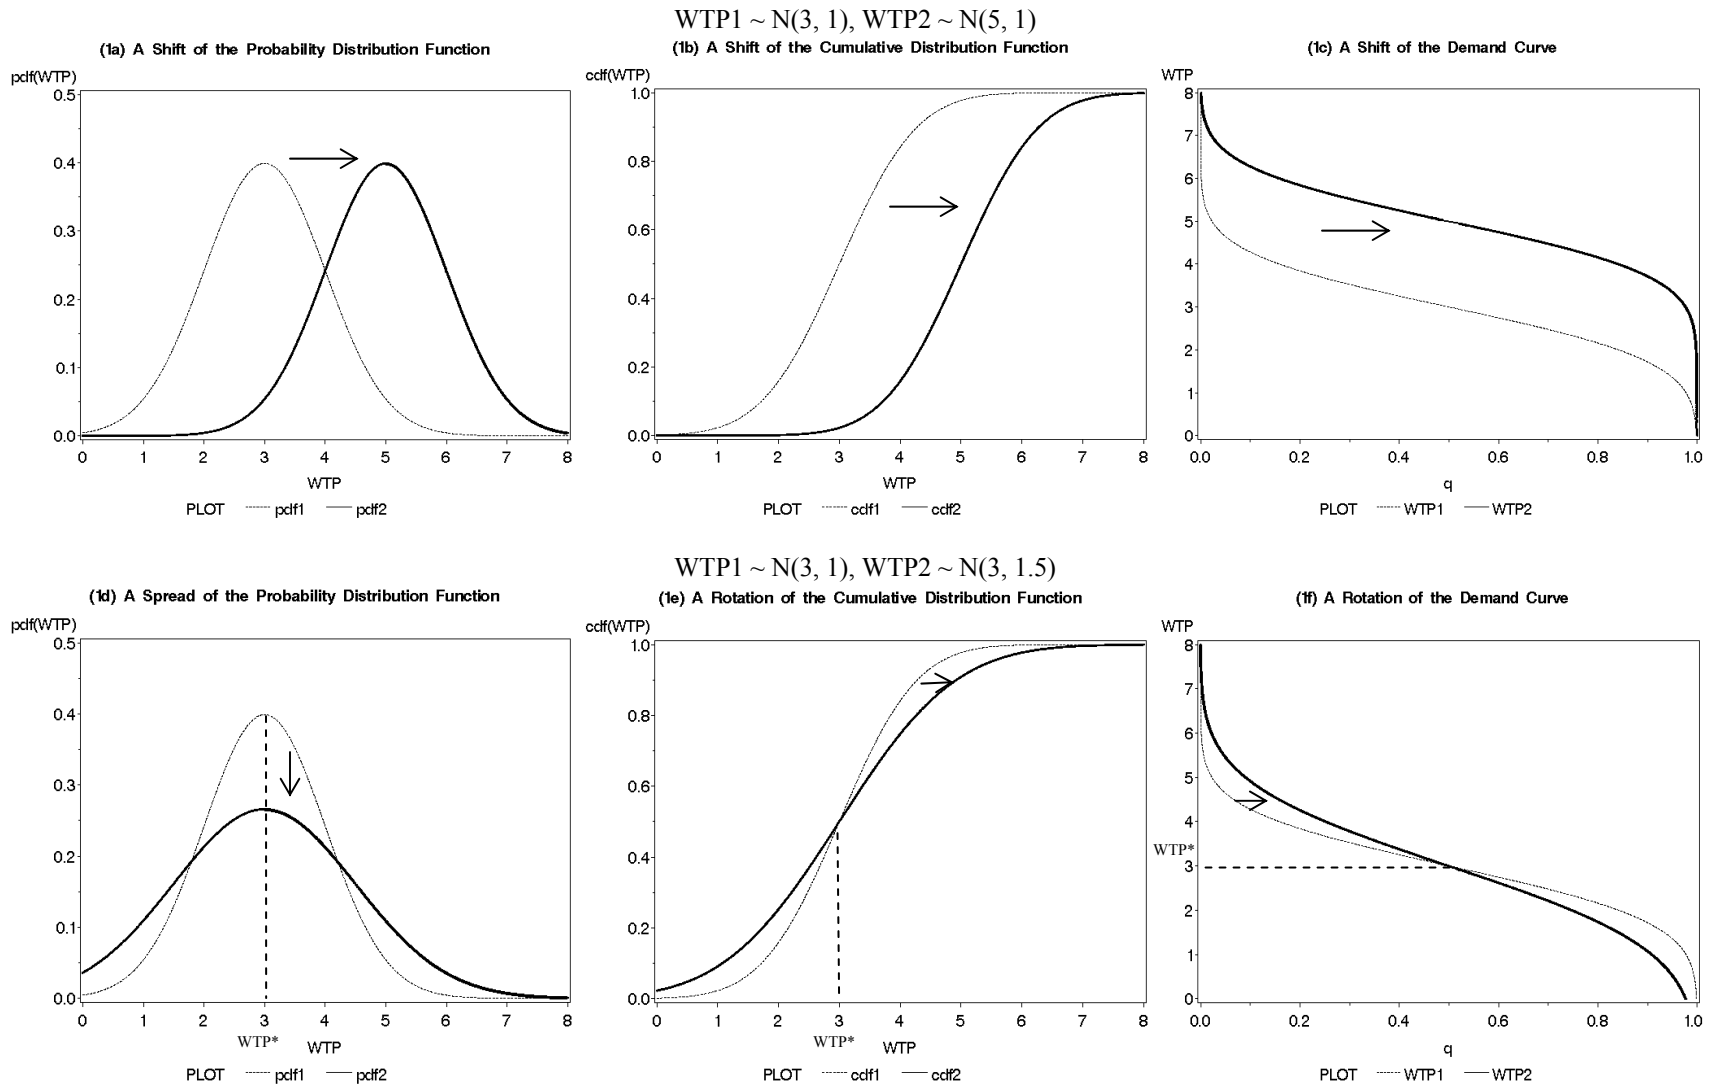 WTP1 ~ N(3, 1), WTP2 ~ N(5, 1)
(1a) A Shift of the Probability Distribution Function
pdf(WTP)
0.5
0.4
0.3
0.2
0.1
0.0
0 1 2 3 4 5 6 7 8
WTP
PLOT pdf1 pdf2
(1b) A Shift of the Cumulative Distribution Function
cdf(WTP)
1.0
0.8
0.6
0.4
0.2
0.0
0 1 2 3 4 5 6 7 8
WTP
PLOT cdf1 cdf2
(1c) A Shift of the Demand Curve
WTP
8
7
6
5
4
3
2
1
0
0.0 0.2 0.4 0.6 0.8 1.0
q
PLOT WTP1 WTP2
WTP1 ~ N(3, 1), WTP2 ~ N(3, 1.5)
(1d) A Spread of the Probability Distribution Function
pdf(WTP)
0.5
0.4
0.3
0.2
0.1
0.0
0 1 2 3 4 5 6 7 8
WTP* WTP
PLOT pdf1 pdf2
(1e) A Rotation of the Cumulative Distribution Function
cdf(WTP)
1.0
0.8
0.6
0.4
0.2
0.0
0 1 2 3 4 5 6 7 8
WTP* WTP
PLOT cdf1 cdf2
(1f) A Rotation of the Demand Curve
WTP
8
7
6
5
4
WTP*
3
2
1
0
0.0 0.2 0.4 0.6 0.8 1.0
q
PLOT WTP1 WTP2